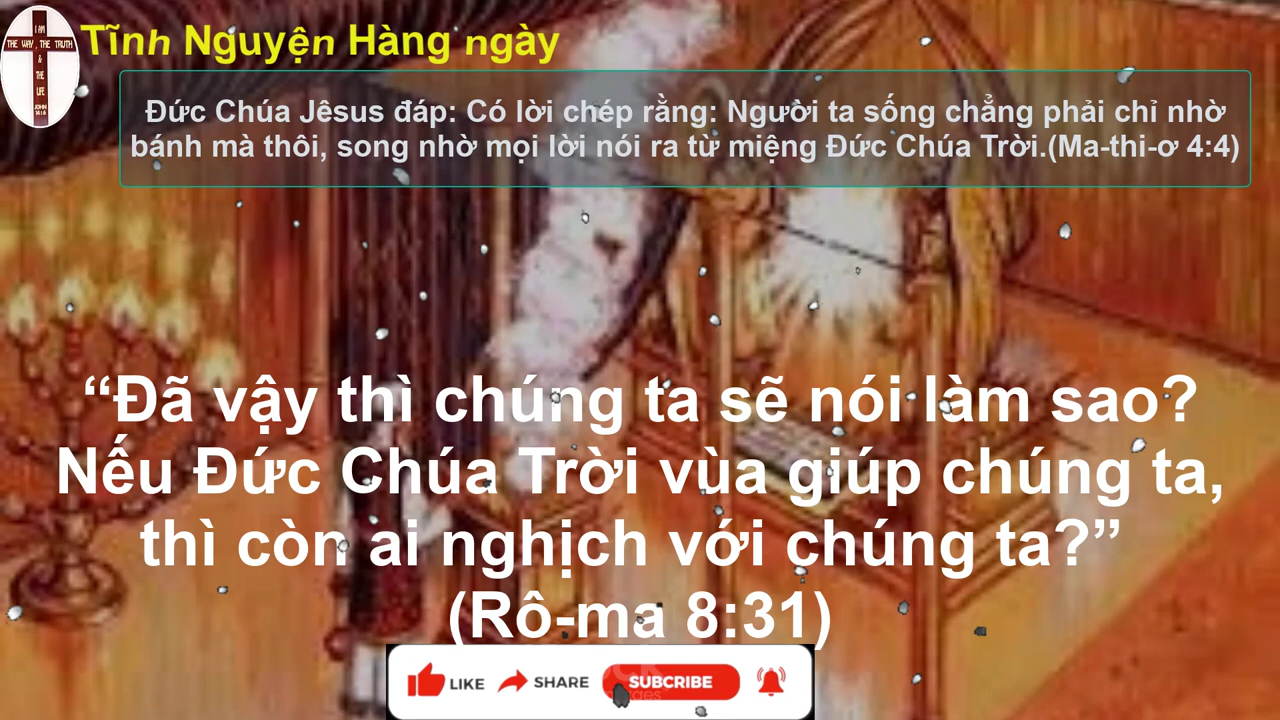 I AM
THE WAY, THE TRUTH
&
THE
LIFE
JOHN
14:6
Tĩnh Nguyện Hàng ngày
Đức Chúa Jêsus đáp: Có lời chép rằng: Người ta sống chẳng phải chỉ nhờ
bánh mà thôi, song nhờ mọi lời nói ra từ miệng Đức Chúa Trời.(Ma-thi-ơ 4:4)
“Đã vậy thì chúng ta sẽ nói làm sao?
Nếu Đức Chúa Trời vùa giúp chúng ta,
thì còn ai nghịch với chúng ta?”
(Rô-ma 8:31)
LIKE SHARE SUBCRIBE